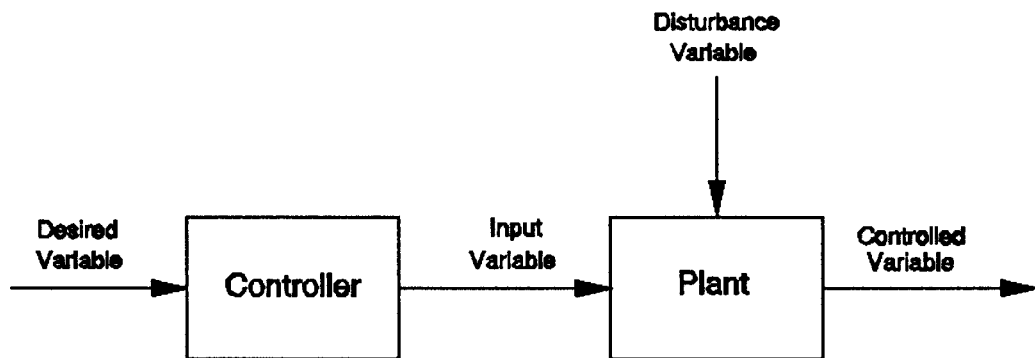 Disturbance
Variable
Desired
Variable
Controller
Input
Variable
Plant
Controlled
Variable